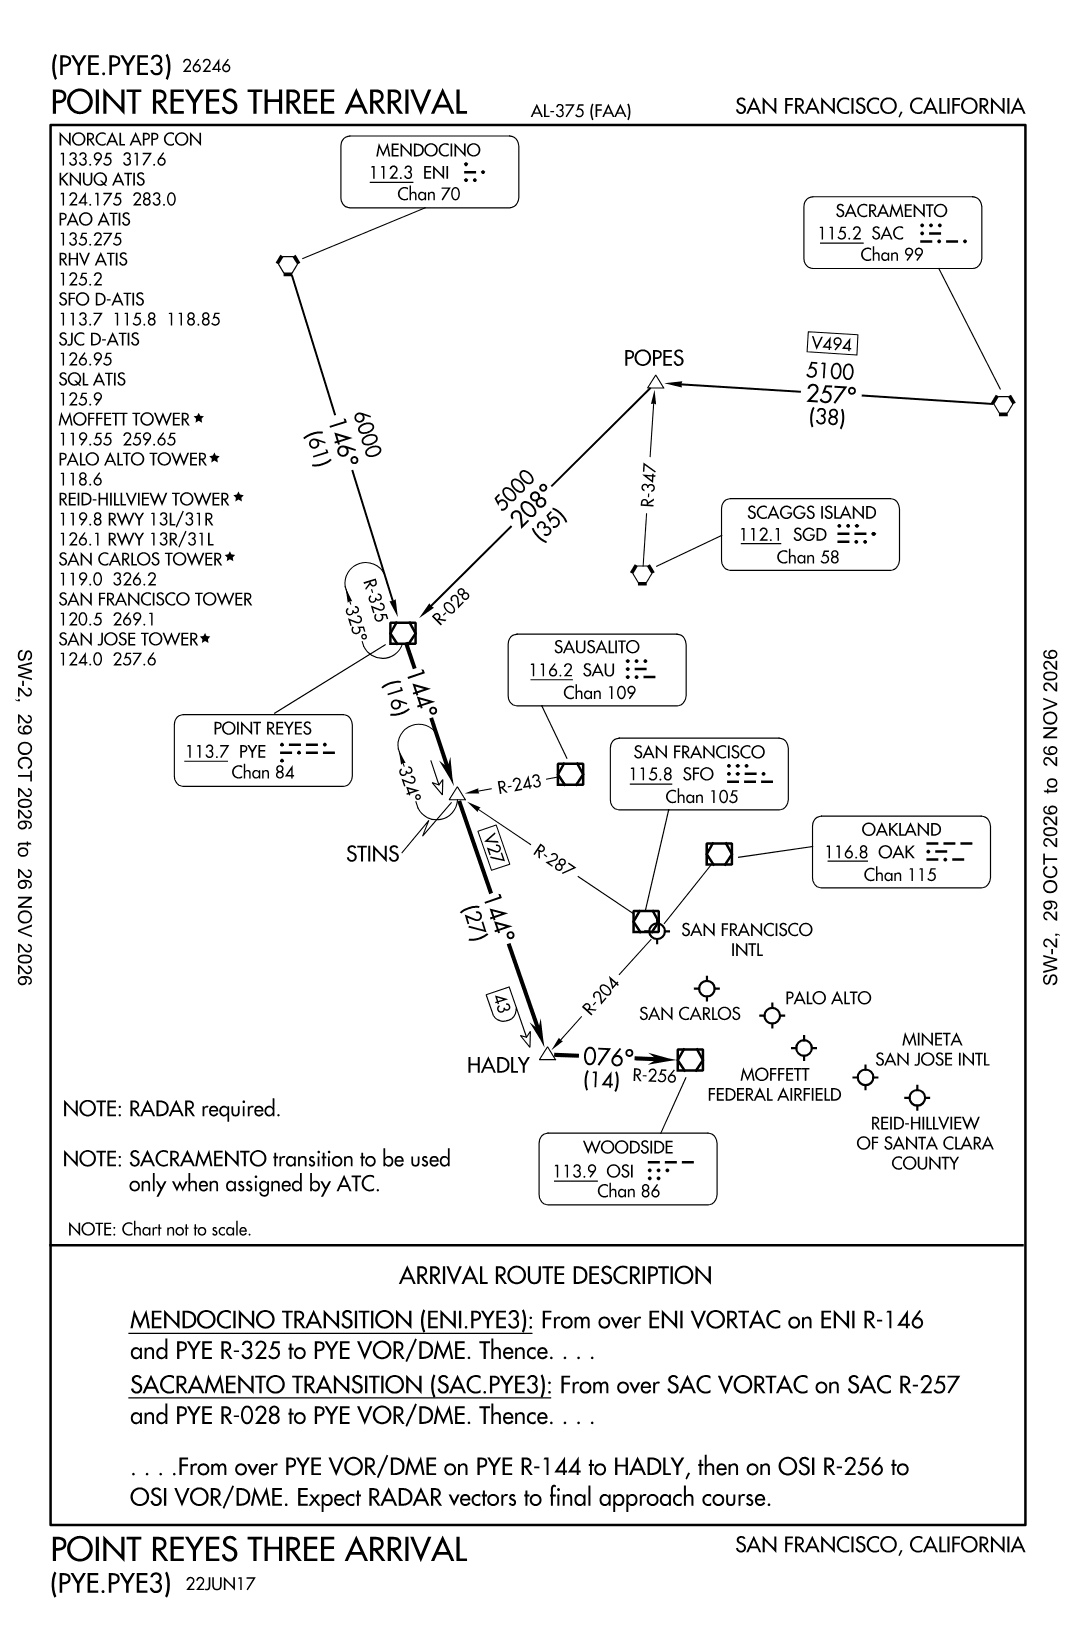 (PYE.PYE3) 26246
POINT REYES THREE ARRIVAL
AL-375 (FAA)
SAN FRANCISCO, CALIFORNIA
NORCAL APP CON
133.95 317.6
KNUQ ATIS
124.175 283.0
PAO ATIS
135.275
RHV ATIS
125.2
SFO D-ATIS
113.7 115.8 118.85
SJC D-ATIS
126.95
SQL ATIS
125.9
MOFFETT TOWER★
119.55 259.65
PALO ALTO TOWER★
118.6
REID-HILLVIEW TOWER★
119.8 RWY 13L/31R
126.1 RWY 13R/31L
SAN CARLOS TOWER★
119.0 326.2
SAN FRANCISCO TOWER
120.5 269.1
SAN JOSE TOWER★
124.0 257.6
MENDOCINO
112.3 ENI
Chan 70
SACRAMENTO
115.2 SAC
Chan 99
V494
5100
257°
(38)
POPES
6000
146°
(61)
5000
208°
(35)
R-347
SCAGGS ISLAND
112.1 SGD
Chan 58
R-325
325°
R-028
144°
(16)
SAUSALITO
116.2 SAU
Chan 109
POINT REYES
113.7 PYE
Chan 84
324°
R-243
SAN FRANCISCO
115.8 SFO
Chan 105
STINS
V27
R-287
OAKLAND
116.8 OAK
Chan 115
144°
(27)
SAN FRANCISCO
INTL
43
R-204
SAN CARLOS
PALO ALTO
HADLY
076°
(14)
R-256
MOFFETT
FEDERAL AIRFIELD
MINETA
SAN JOSE INTL
REID-HILLVIEW
OF SANTA CLARA
COUNTY
WOODSIDE
113.9 OSI
Chan 86
NOTE: RADAR required.
NOTE: SACRAMENTO transition to be used
only when assigned by ATC.
NOTE: Chart not to scale.
SW-2, 29 OCT 2026 to 26 NOV 2026
SW-2, 29 OCT 2026 to 26 NOV 2026
ARRIVAL ROUTE DESCRIPTION
MENDOCINO TRANSITION (ENI.PYE3): From over ENI VORTAC on ENI R-146
and PYE R-325 to PYE VOR/DME. Thence. . . .
SACRAMENTO TRANSITION (SAC.PYE3): From over SAC VORTAC on SAC R-257
and PYE R-028 to PYE VOR/DME. Thence. . . .
. . . .From over PYE VOR/DME on PYE R-144 to HADLY, then on OSI R-256 to
OSI VOR/DME. Expect RADAR vectors to final approach course.
POINT REYES THREE ARRIVAL
SAN FRANCISCO, CALIFORNIA
(PYE.PYE3) 22JUN17